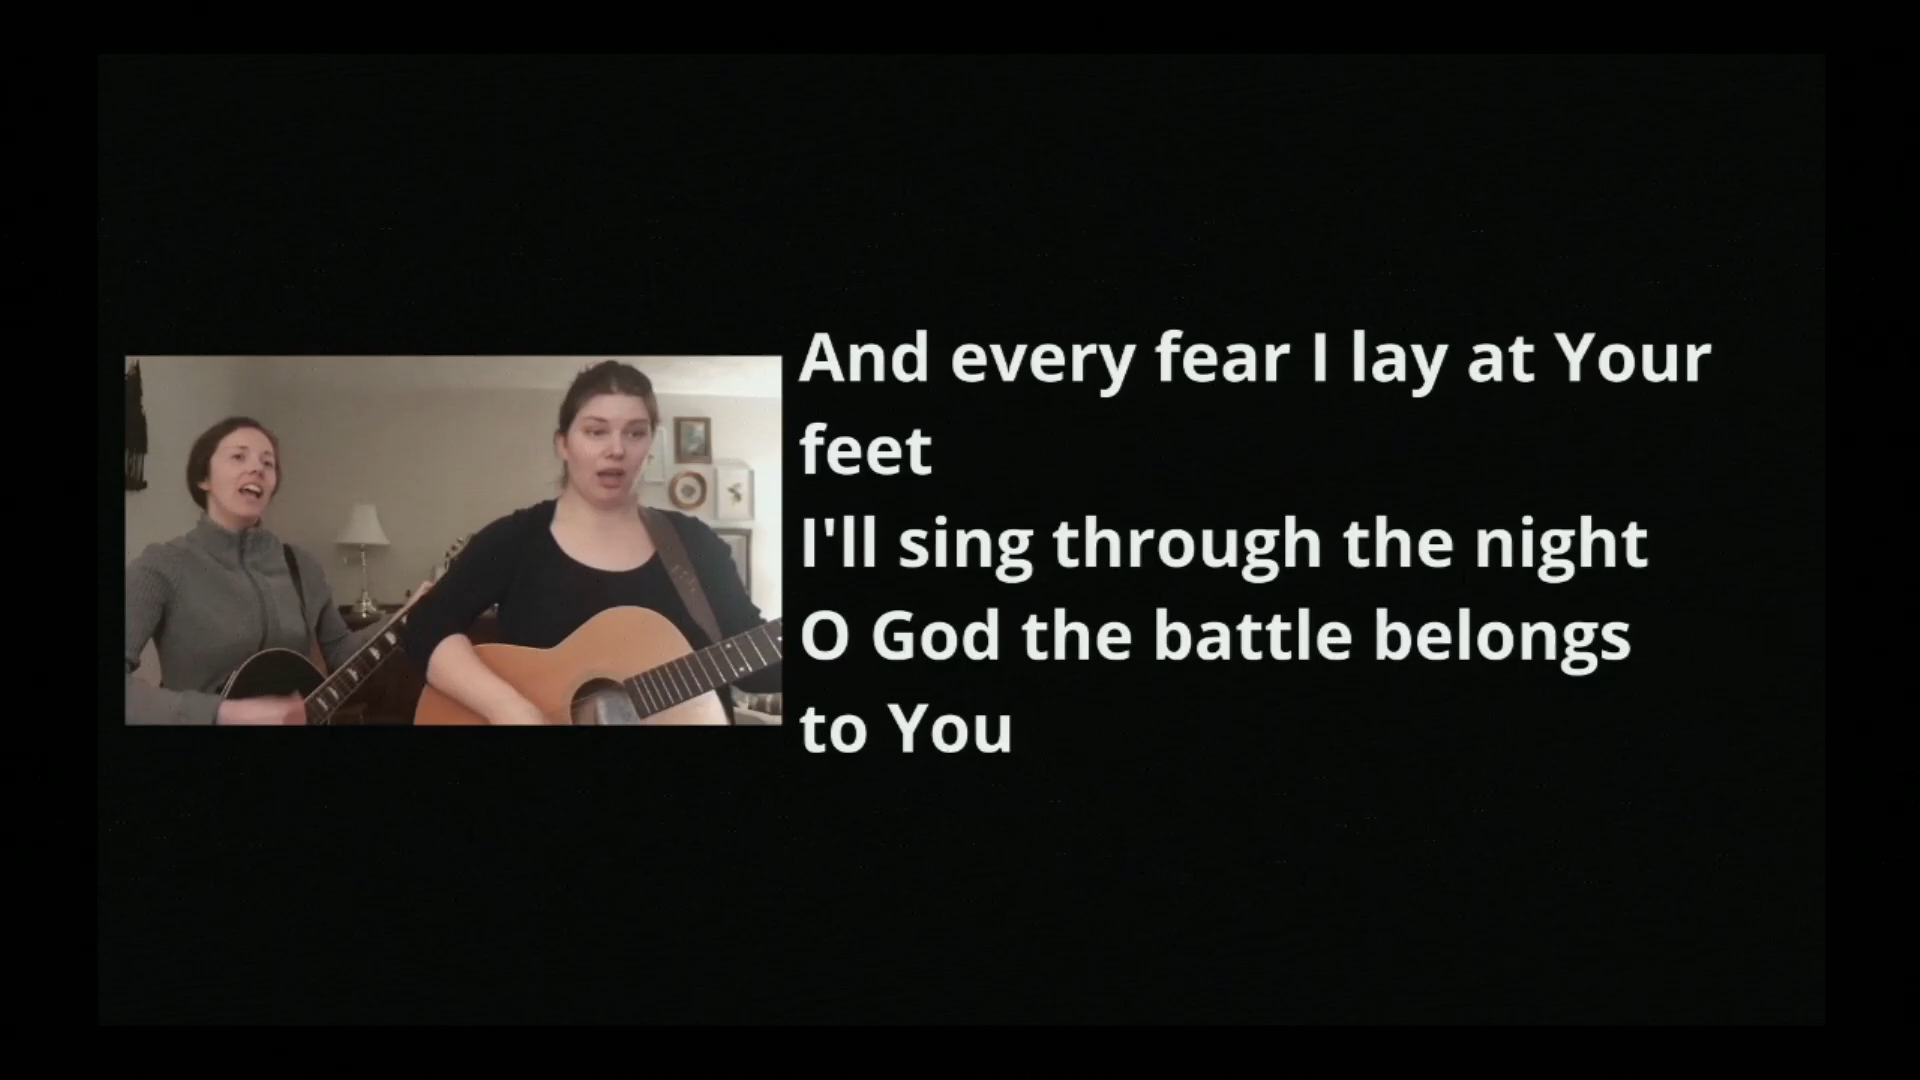 And every fear I lay at Your
feet
I'll sing through the night
O God the battle belongs
to You